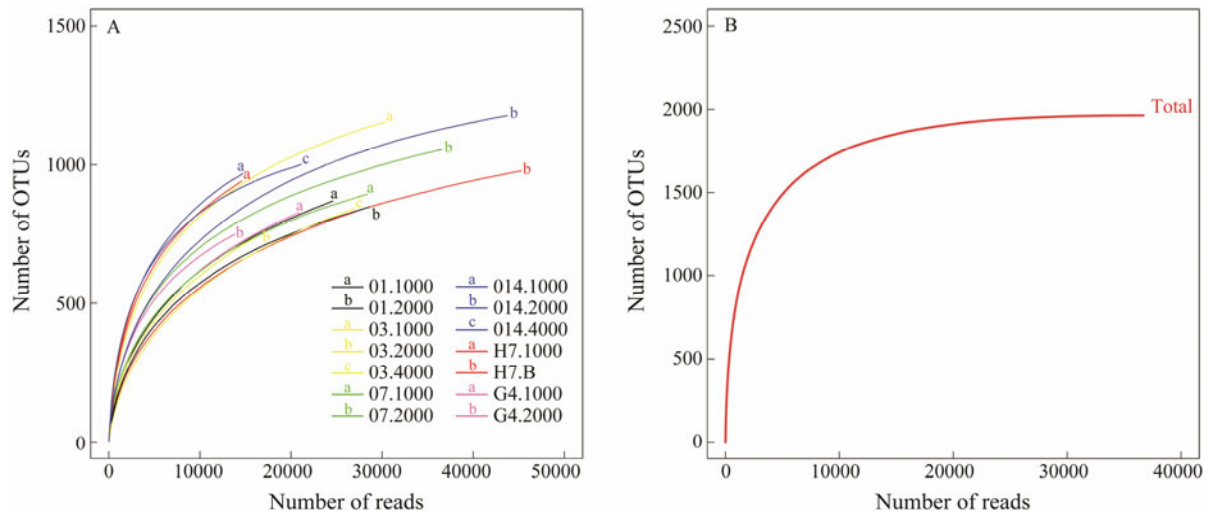 A
1500
1000
500
0
Number of OTUs
0 10000 20000 30000 40000 50000
Number of reads
a
b
a
c
a
b
b
a
a
a
c
b
b
b
a 01.1000
b 01.2000
a 03.1000
b 03.2000
c 03.4000
a 07.1000
b 07.2000
a 014.1000
b 014.2000
c 014.4000
a H7.1000
b H7.B
a G4.1000
b G4.2000
B
2500
2000
1500
1000
500
0
Number of OTUs
Total
0 10000 20000 30000 40000
Number of reads